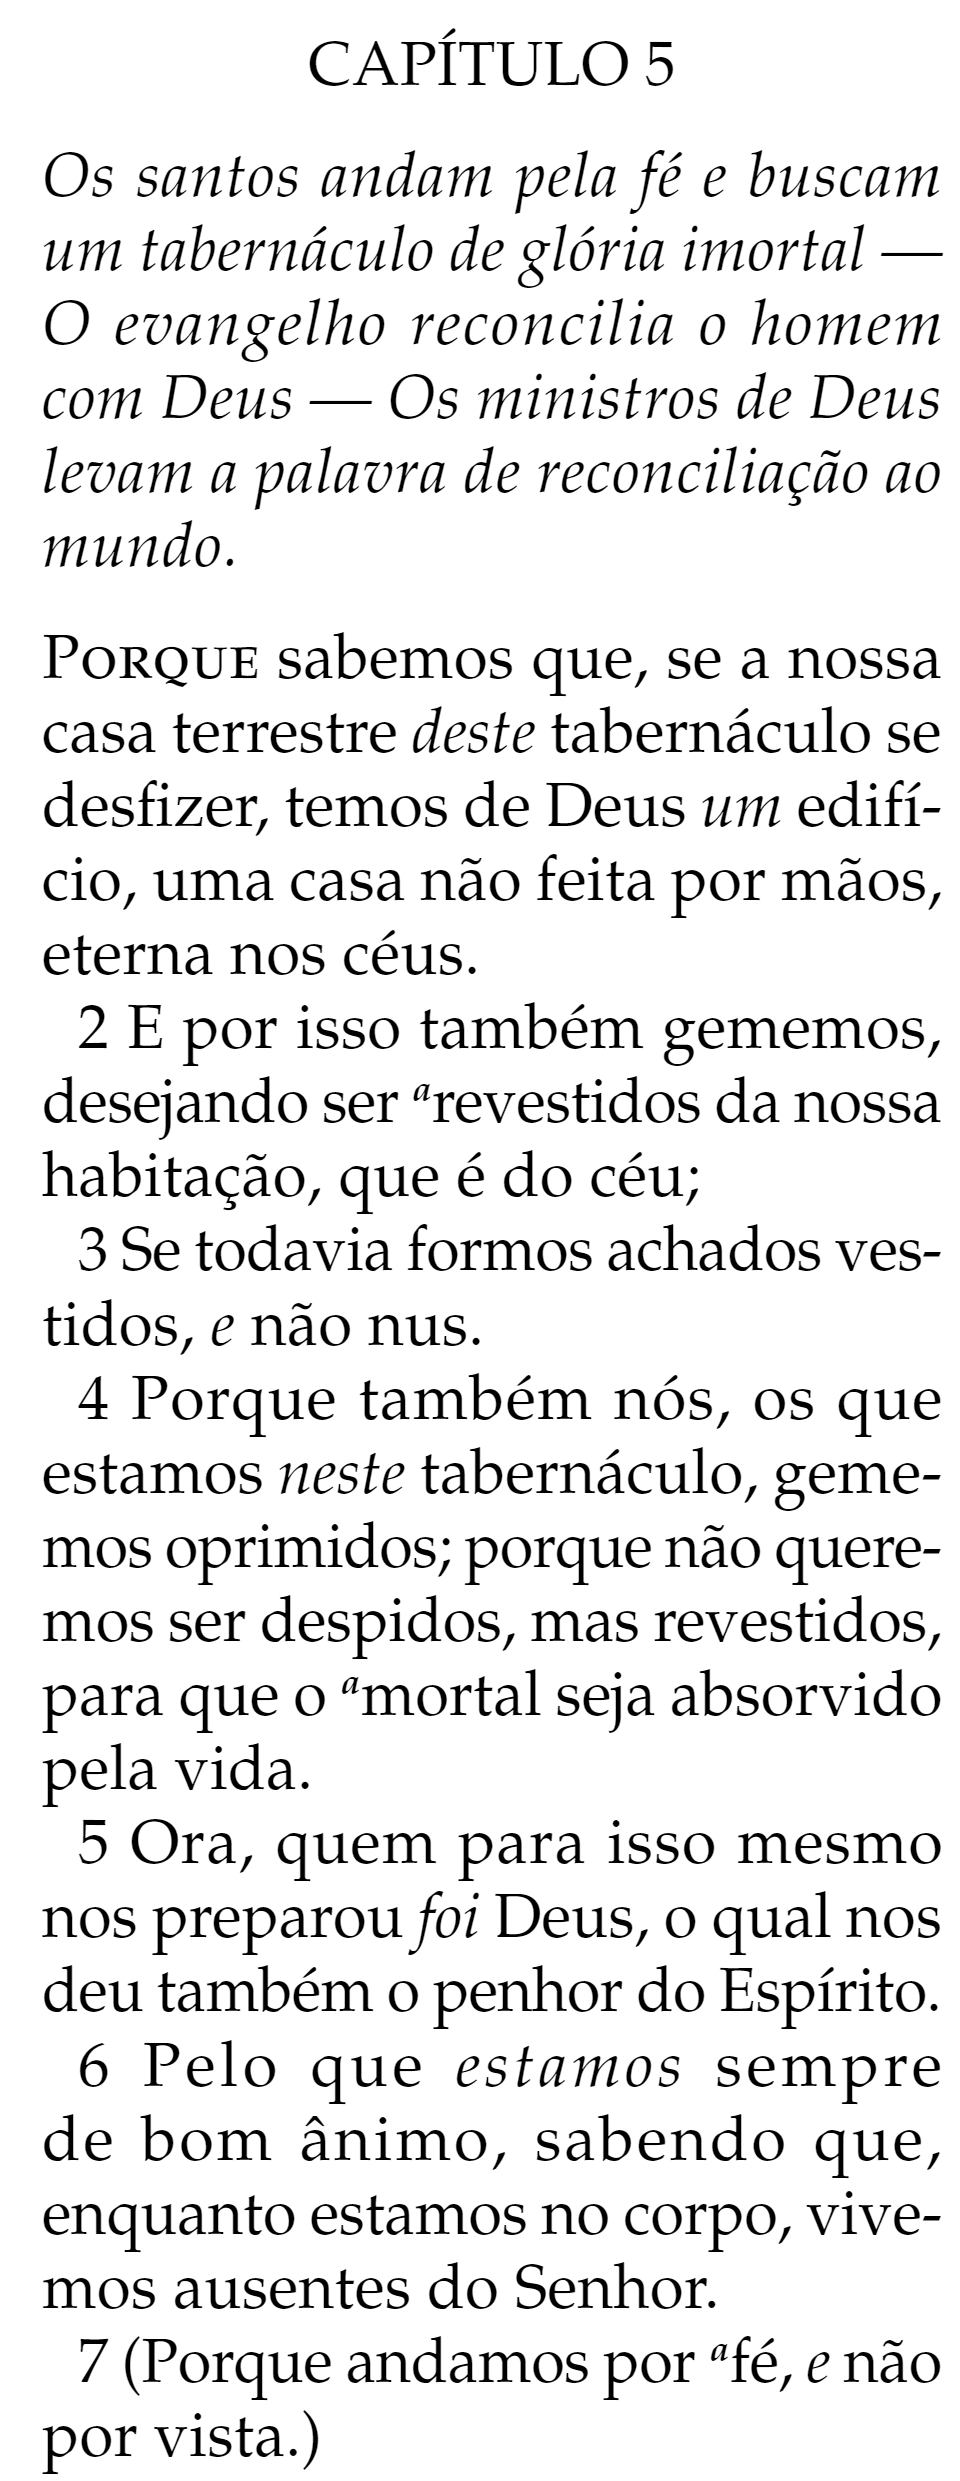 CAPÍTULO 5
Os santos andam pela fé e buscam
um tabernáculo de glória imortal —
O evangelho reconcilia o homem
com Deus — Os ministros de Deus
levam a palavra de reconciliação ao
mundo.
PORQUE sabemos que, se a nossa
casa terrestre deste tabernáculo se
desfizer, temos de Deus um edifí-
cio, uma casa não feita por mãos,
eterna nos céus.
2 E por isso também gememos,
desejando ser ᵃrevestidos da nossa
habitação, que é do céu;
3 Se todavia formos achados ves-
tidos, e não nus.
4 Porque também nós, os que
estamos neste tabernáculo, geme-
mos oprimidos; porque não quere-
mos ser despidos, mas revestidos,
para que o ᵃmortal seja absorvido
pela vida.
5 Ora, quem para isso mesmo
nos preparou foi Deus, o qual nos
deu também o penhor do Espírito.
6 Pelo que estamos sempre
de bom ânimo, sabendo que,
enquanto estamos no corpo, vive-
mos ausentes do Senhor.
7 (Porque andamos por ᵃfé, e não
por vista.)